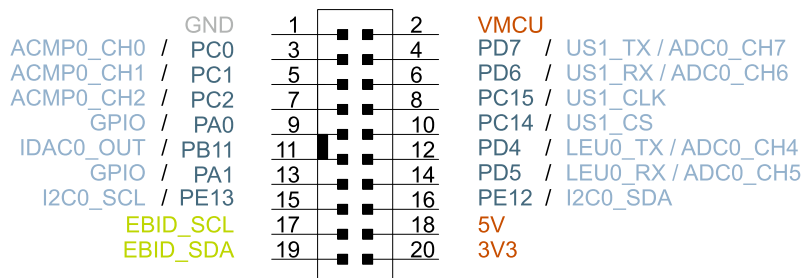 GND 1 2 VMCU
ACMP0_CH0 / PC0 3 4 PD7 / US1_TX / ADC0_CH7
ACMP0_CH1 / PC1 5 6 PD6 / US1_RX / ADC0_CH6
ACMP0_CH2 / PC2 7 8 PC15 / US1_CLK
GPIO / PA0 9 10 PC14 / US1_CS
IDAC0_OUT / PB11 11 12 PD4 / LEU0_TX / ADC0_CH4
GPIO / PA1 13 14 PD5 / LEU0_RX / ADC0_CH5
I2C0_SCL / PE13 15 16 PE12 / I2C0_SDA
EBID_SCL 17 18 5V
EBID_SDA 19 20 3V3